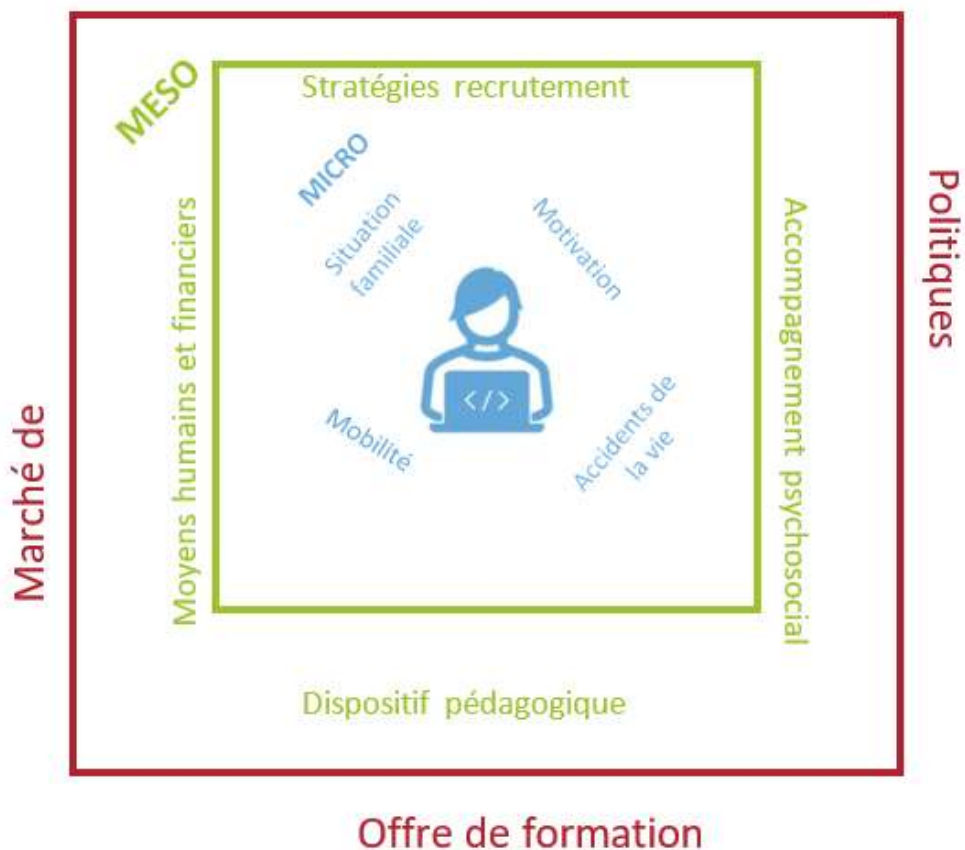 MESO
Stratégies recrutement
MICRO
Situation
familiale
Motivation
Politiques
Moyens humains et financiers
Accompagnement psychosocial
</>
Mobilité
Accidents de
la vie
Marché de
Dispositif pédagogique
Offre de formation